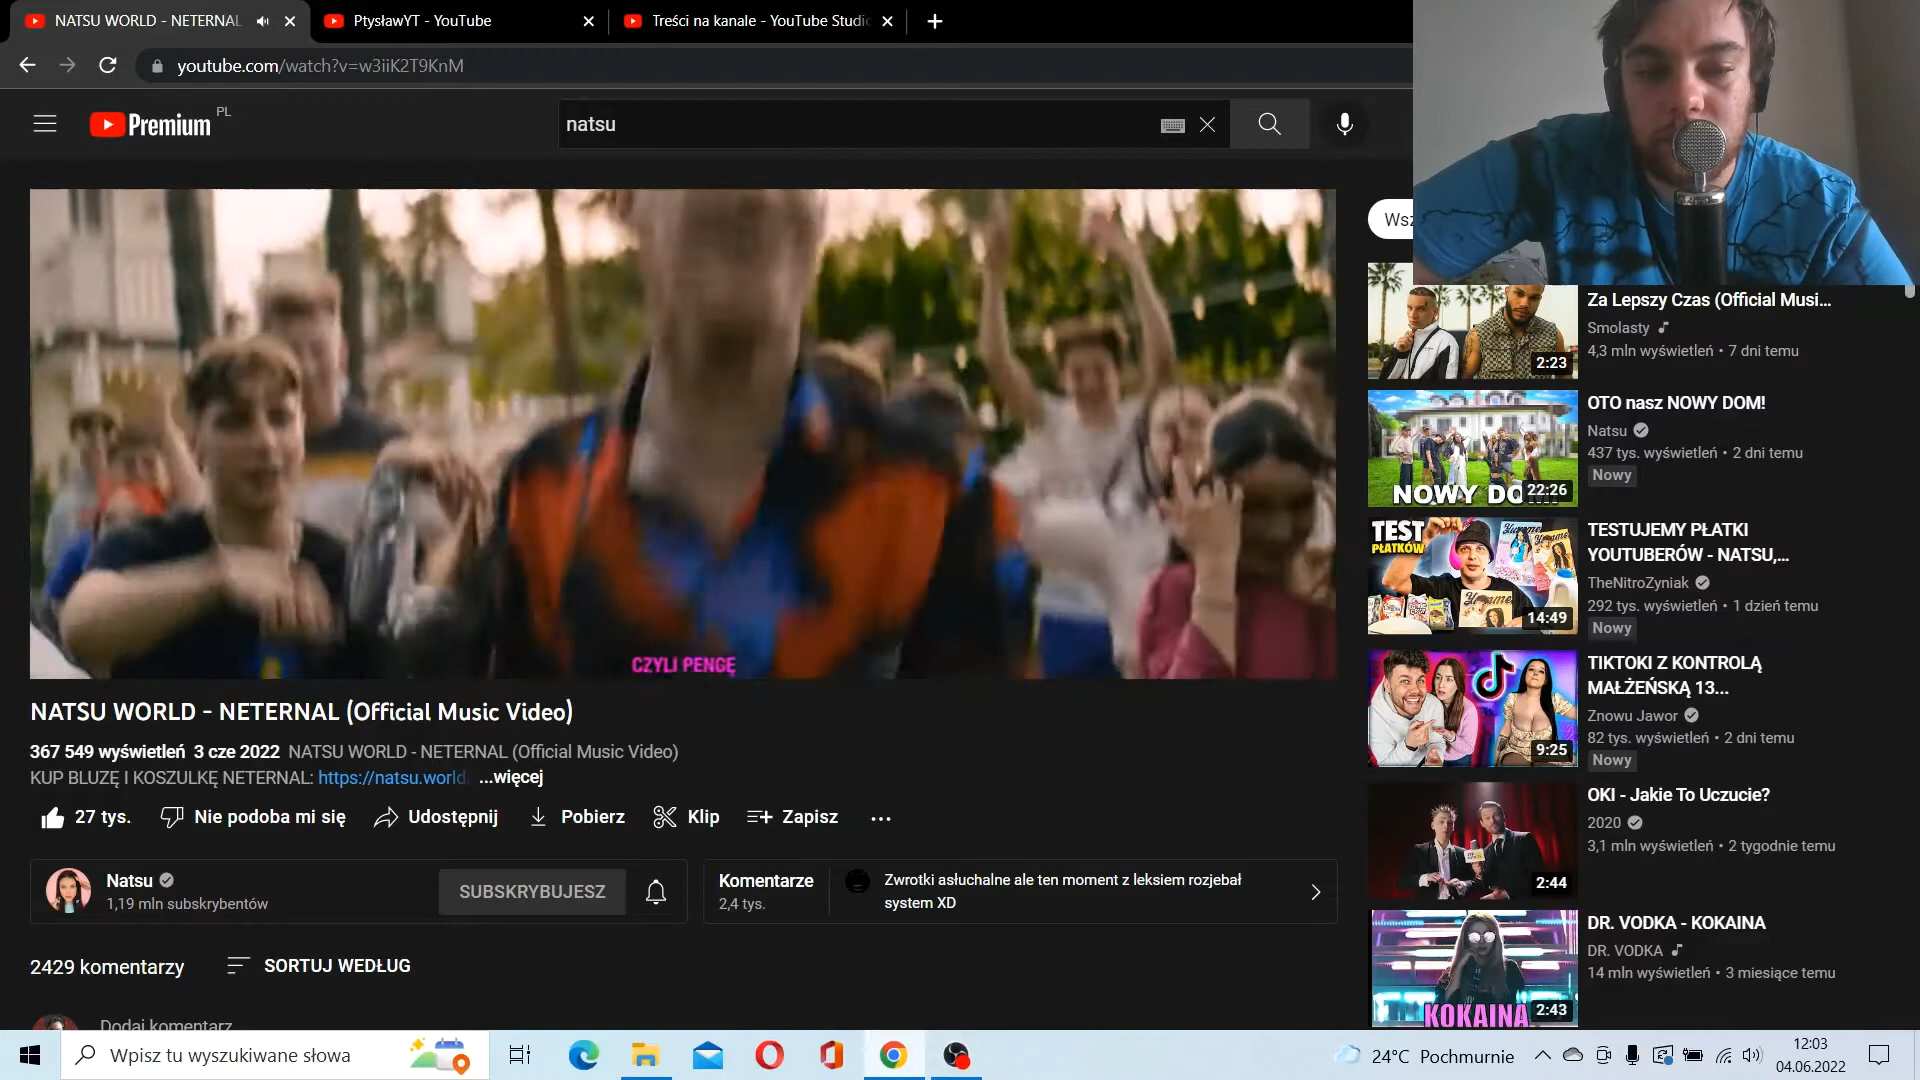 NATSU WORLD - NETERNAL
PtysławYT - YouTube
Treści na kanale - YouTube Studio
youtube.com/watch?v=w3iiK2T9KnM
Premium PL
natsu
CZYLI PENGĘ
NATSU WORLD - NETERNAL (Official Music Video)
367 549 wyświetleń 3 cze 2022 NATSU WORLD - NETERNAL (Official Music Video)
KUP BLUZĘ I KOSZULKĘ NETERNAL: https://natsu.world ...więcej
27 tys. Nie podoba mi się Udostępnij Pobierz Klip Zapisz ...
Natsu
1,19 mln subskrybentów
SUBSKRYBUJESZ
Komentarze
2,4 tys.
Zwrotki asłuchalne ale ten moment z leksiem rozjebał
system XD
2429 komentarzy
SORTUJ WEDŁUG
Dodaj komentarz
Wsz
2:23
Za Lepszy Czas (Official Musi...
Smolasty
4,3 mln wyświetleń • 7 dni temu
NOWY DO
22:26
OTO nasz NOWY DOM!
Natsu
437 tys. wyświetleń • 2 dni temu
Nowy
TEST
PŁATKÓW
14:49
TESTUJEMY PŁATKI
YOUTUBERÓW - NATSU,...
TheNitroZyniak
292 tys. wyświetleń • 1 dzień temu
Nowy
9:25
TIKTOKI Z KONTROLĄ
MAŁŻEŃSKĄ 13...
Znowu Jawor
82 tys. wyświetleń • 2 dni temu
Nowy
2:44
OKI - Jakie To Uczucie?
2020
3,1 mln wyświetleń • 2 tygodnie temu
KOKAINA
2:43
DR. VODKA - KOKAINA
DR. VODKA
14 mln wyświetleń • 3 miesiące temu
Wpisz tu wyszukiwane słowa
24°C Pochmurnie
12:03
04.06.2022